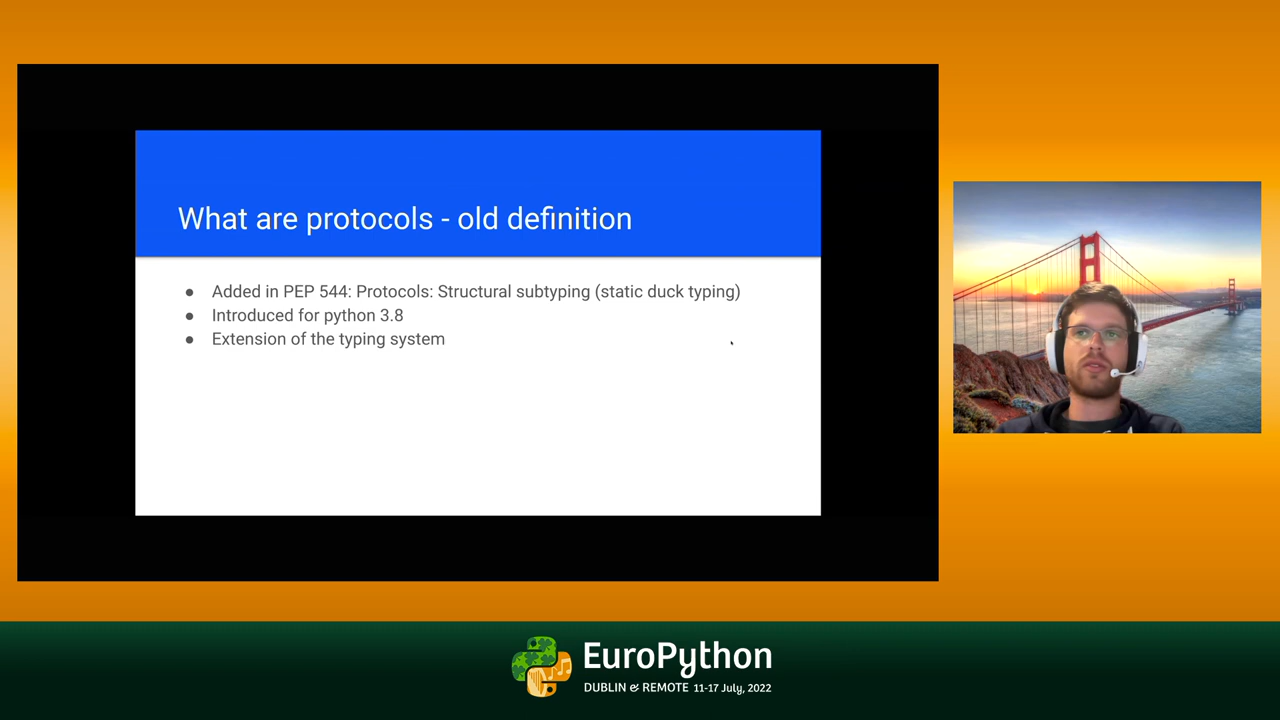 What are protocols - old definition
● Added in PEP 544: Protocols: Structural subtyping (static duck typing)
● Introduced for python 3.8
● Extension of the typing system
EuroPython
DUBLIN & REMOTE 11-17 July, 2022